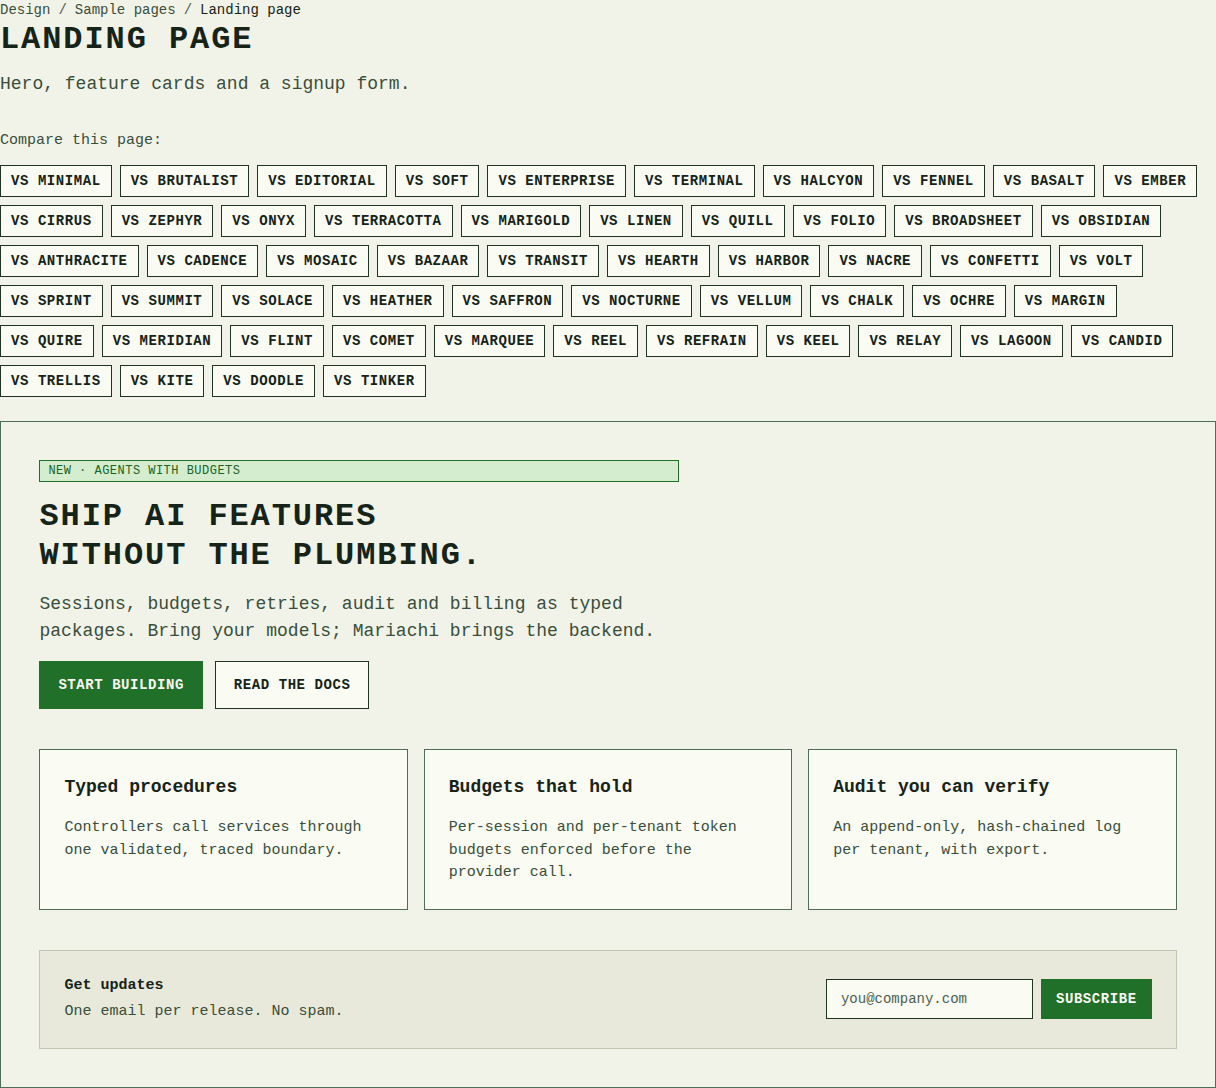 Design / Sample pages / Landing page
LANDING PAGE
Hero, feature cards and a signup form.
Compare this page:
VS MINIMAL VS BRUTALIST VS EDITORIAL VS SOFT VS ENTERPRISE VS TERMINAL VS HALCYON VS FENNEL VS BASALT VS EMBER
VS CIRRUS VS ZEPHYR VS ONYX VS TERRACOTTA VS MARIGOLD VS LINEN VS QUILL VS FOLIO VS BROADSHEET VS OBSIDIAN
VS ANTHRACITE VS CADENCE VS MOSAIC VS BAZAAR VS TRANSIT VS HEARTH VS HARBOR VS NACRE VS CONFETTI VS VOLT
VS SPRINT VS SUMMIT VS SOLACE VS HEATHER VS SAFFRON VS NOCTURNE VS VELLUM VS CHALK VS OCHRE VS MARGIN
VS QUIRE VS MERIDIAN VS FLINT VS COMET VS MARQUEE VS REEL VS REFRAIN VS KEEL VS RELAY VS LAGOON VS CANDID
VS TRELLIS VS KITE VS DOODLE VS TINKER
NEW · AGENTS WITH BUDGETS
SHIP AI FEATURES
WITHOUT THE PLUMBING.
Sessions, budgets, retries, audit and billing as typed
packages. Bring your models; Mariachi brings the backend.
START BUILDING READ THE DOCS
Typed procedures
Controllers call services through
one validated, traced boundary.
Budgets that hold
Per-session and per-tenant token
budgets enforced before the
provider call.
Audit you can verify
An append-only, hash-chained log
per tenant, with export.
Get updates
One email per release. No spam.
you@company.com SUBSCRIBE